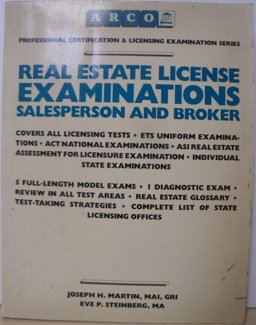 ARCO
PROFESSIONAL CERTIFICATION & LICENSING EXAMINATION SERIES
REAL ESTATE LICENSE
EXAMINATIONS
SALESPERSON AND BROKER
COVERS ALL LICENSING TESTS • ETS UNIFORM EXAMINA-
TIONS • ACT NATIONAL EXAMINATIONS • ASI REAL ESTATE
ASSESSMENT FOR LICENSURE EXAMINATION • INDIVIDUAL
STATE EXAMINATIONS
5 FULL-LENGTH MODEL EXAMS • 1 DIAGNOSTIC EXAM •
REVIEW IN ALL TEST AREAS • REAL ESTATE GLOSSARY •
TEST-TAKING STRATEGIES • COMPLETE LIST OF STATE
LICENSING OFFICES
JOSEPH H. MARTIN, MAI, GRI
EVE P. STEINBERG, MA